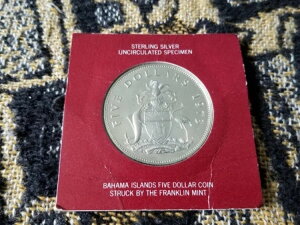 STERLING SILVER
UNCIRCULATED SPECIMEN
FIVE DOLLARS
BAHAMA ISLANDS FIVE DOLLAR COIN
STRUCK BY THE FRANKLIN MINT